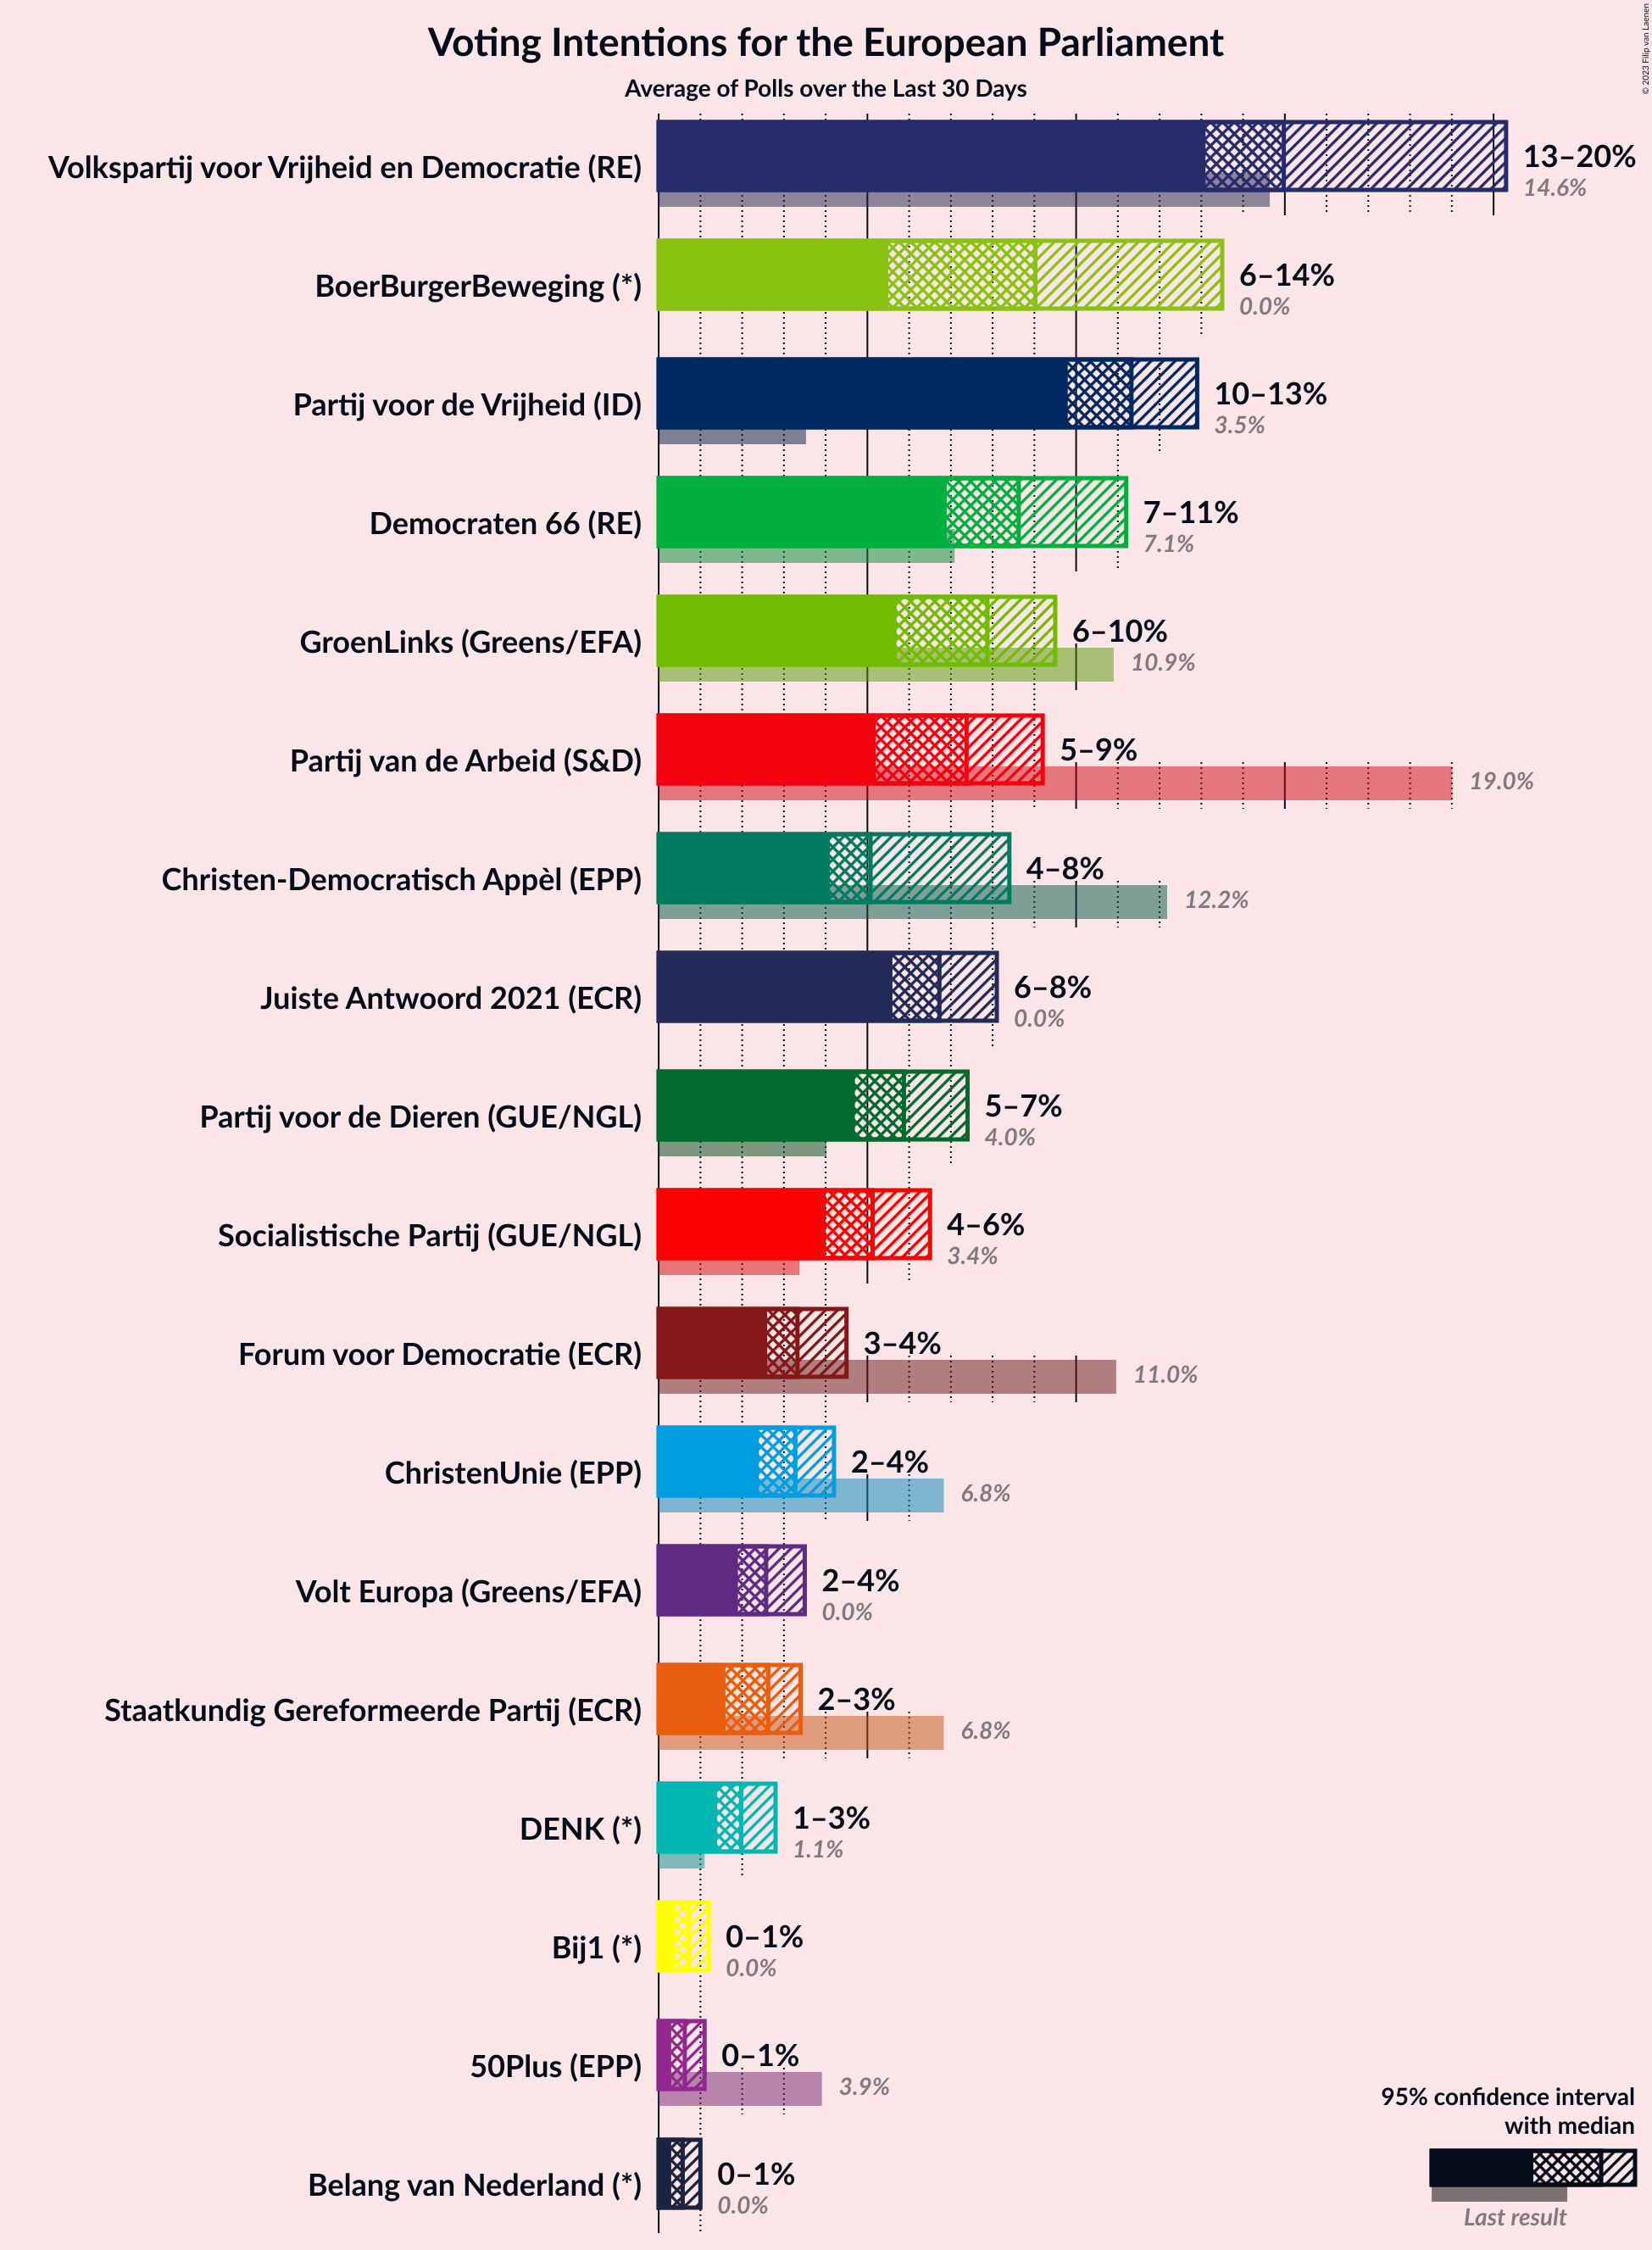 © 2023 Filip van Laenen
Voting Intentions for the European Parliament
Average of Polls over the Last 30 Days
Volkspartij voor Vrijheid en Democratie (RE)
13–20%
14.6%
BoerBurgerBeweging (*)
6–14%
0.0%
Partij voor de Vrijheid (ID)
10–13%
3.5%
Democraten 66 (RE)
7–11%
7.1%
GroenLinks (Greens/EFA)
6–10%
10.9%
Partij van de Arbeid (S&D)
5–9%
19.0%
Christen-Democratisch Appèl (EPP)
4–8%
12.2%
Juiste Antwoord 2021 (ECR)
6–8%
0.0%
Partij voor de Dieren (GUE/NGL)
5–7%
4.0%
Socialistische Partij (GUE/NGL)
4–6%
3.4%
Forum voor Democratie (ECR)
3–4%
11.0%
ChristenUnie (EPP)
2–4%
6.8%
Volt Europa (Greens/EFA)
2–4%
0.0%
Staatkundig Gereformeerde Partij (ECR)
2–3%
6.8%
DENK (*)
1–3%
1.1%
Bij1 (*)
0–1%
0.0%
50Plus (EPP)
0–1%
3.9%
Belang van Nederland (*)
0–1%
0.0%
95% confidence interval
with median
Last result